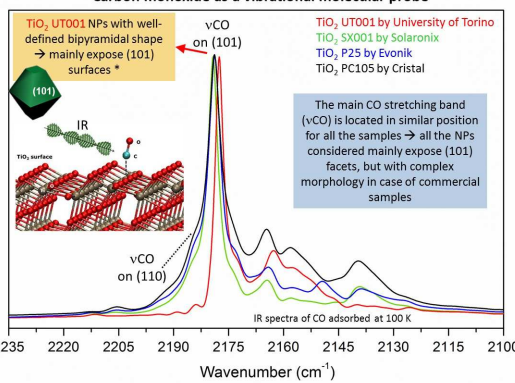 Carbon monoxide as a vibrational molecular probe
TiO2 UT001 NPs with well-
defined bipyramidal shape
→ mainly expose (101)
surfaces *
νCO
on (101)
TiO2 UT001 by University of Torino
TiO2 SX001 by Solaronix
TiO2 P25 by Evonik
TiO2 PC105 by Cristal
(101)
IR
O
C
TiO2 surface
The main CO stretching band
(νCO) is located in similar position
for all the samples → all the NPs
considered mainly expose (101)
facets, but with complex
morphology in case of commercial
samples
νCO
on (110)
IR spectra of CO adsorbed at 100 K
235 2220 2205 2190 2175 2160 2145 2130 2115 2100
Wavenumber (cm-1)